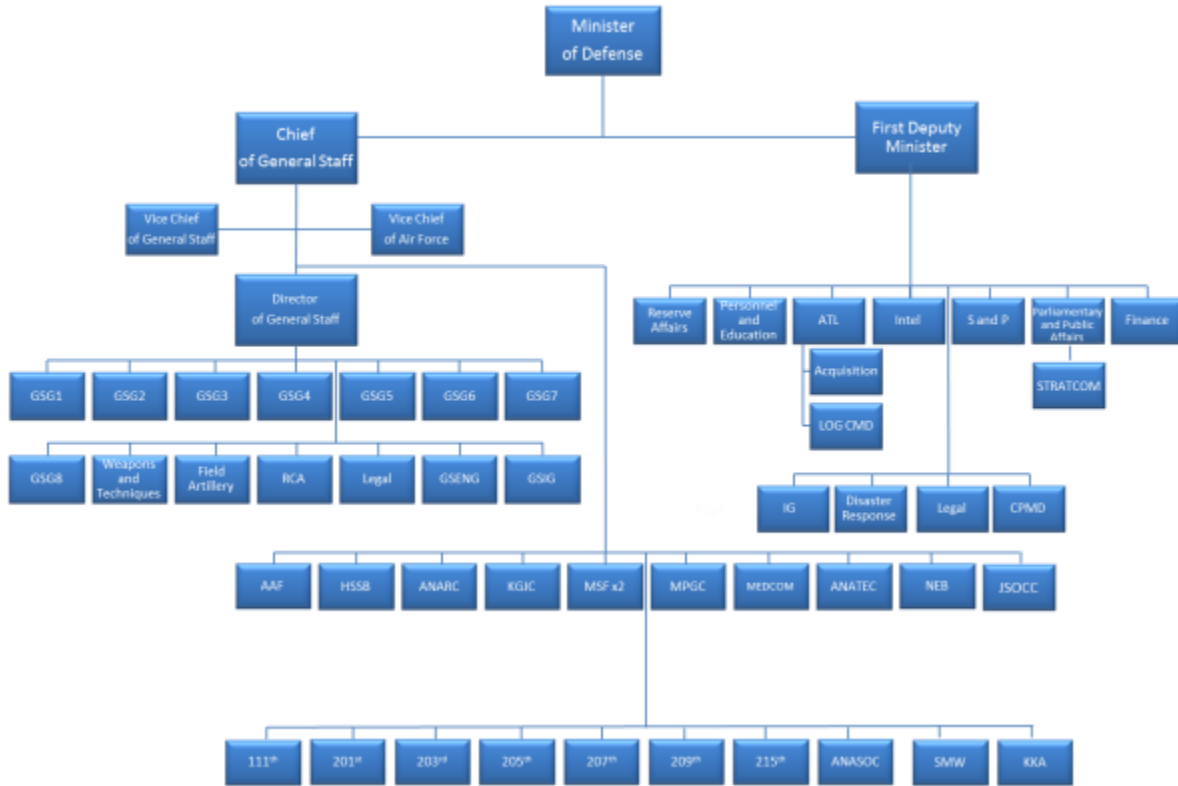 Minister
of Defense
Chief
of General Staff
First Deputy
Minister
Vice Chief
of General Staff
Vice Chief
of Air Force
Director
of General Staff
Reserve
Affairs
Personnel
and
Education
ATL
Intel
S and P
Parliamentary
and Public
Affairs
Finance
Acquisition
STRATCOM
LOG CMD
GSG1
GSG2
GSG3
GSG4
GSG5
GSG6
GSG7
GSG8
Weapons
and
Techniques
Field
Artillery
RCA
Legal
GSENG
GSIG
IG
Disaster
Response
Legal
CPMD
AAF
HSSB
ANARC
KGJC
MSF x2
MPGC
MEDCOM
ANATEC
NEB
JSOCC
111th
201st
203rd
205th
207th
209th
215th
ANASOC
SMW
KKA